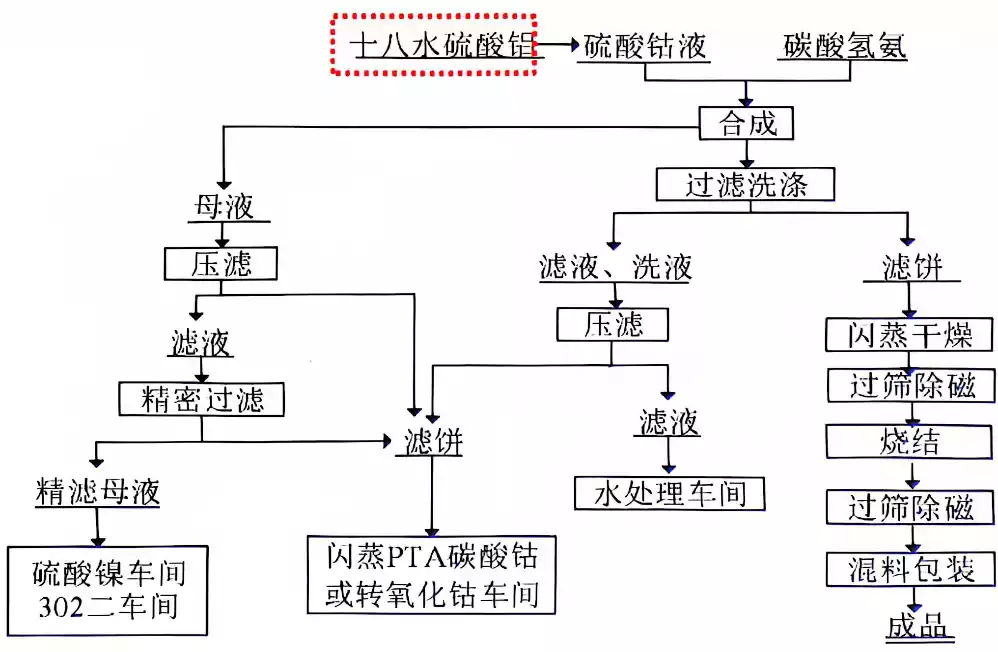 十八水硫酸铝
硫酸钴液
碳酸氢氨
合成
过滤洗涤
母液
压滤
滤液、洗液
滤饼
压滤
闪蒸干燥
滤液
过筛除磁
精密过滤
滤饼
滤液
烧结
精滤母液
水处理车间
过筛除磁
硫酸镍车间
302二车间
闪蒸PTA碳酸钴
或转氧化钴车间
混料包装
成品